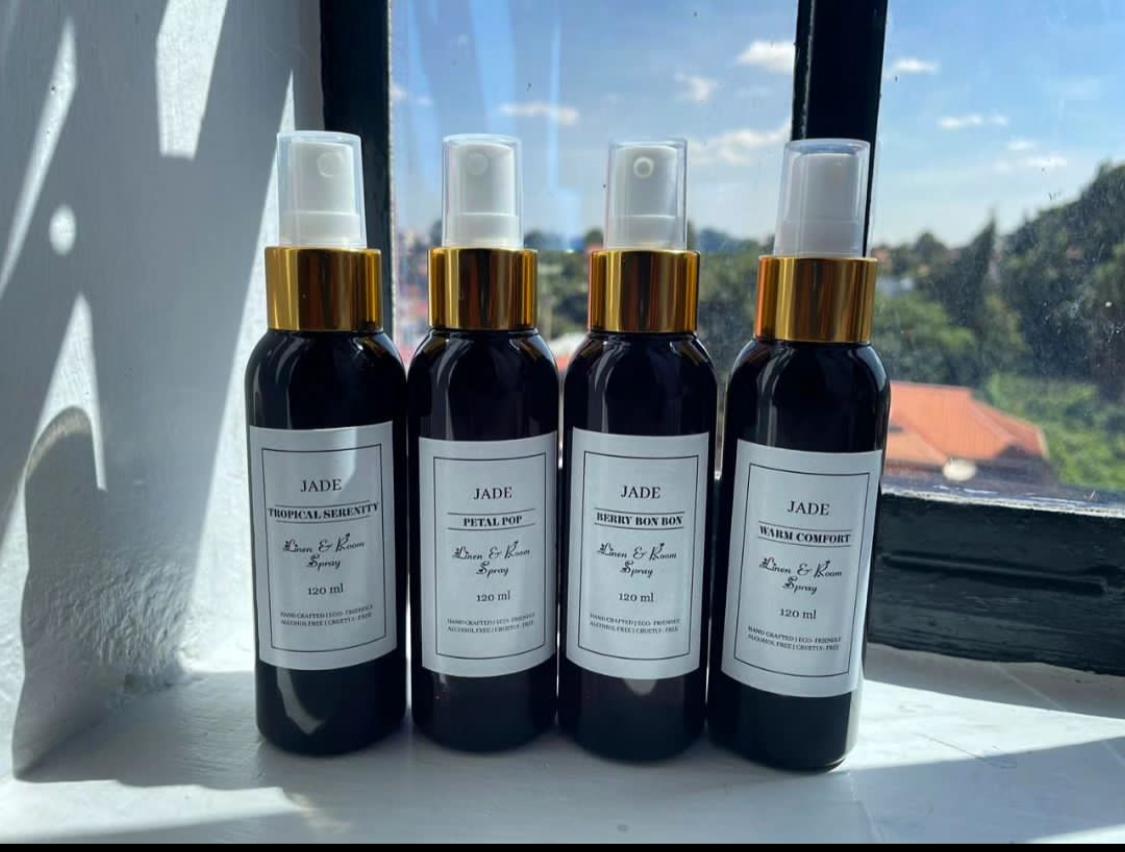 JADE
TROPICAL SERENITY
Linen & Room
Spray
120 ml
HAND CRAFTED | ECO- FRIENDLY
ALCOHOL FREE | CRUELTY- FREE
JADE
PETAL POP
Linen & Room
Spray
120 ml
HAND CRAFTED | ECO- FRIENDLY
ALCOHOL FREE | CRUELTY- FREE
JADE
BERRY BON BON
Linen & Room
Spray
120 ml
HAND CRAFTED | ECO- FRIENDLY
ALCOHOL FREE | CRUELTY- FREE
JADE
WARM COMFORT
Linen & Room
Spray
120 ml
HAND CRAFTED | ECO- FRIENDLY
ALCOHOL FREE | CRUELTY- FREE